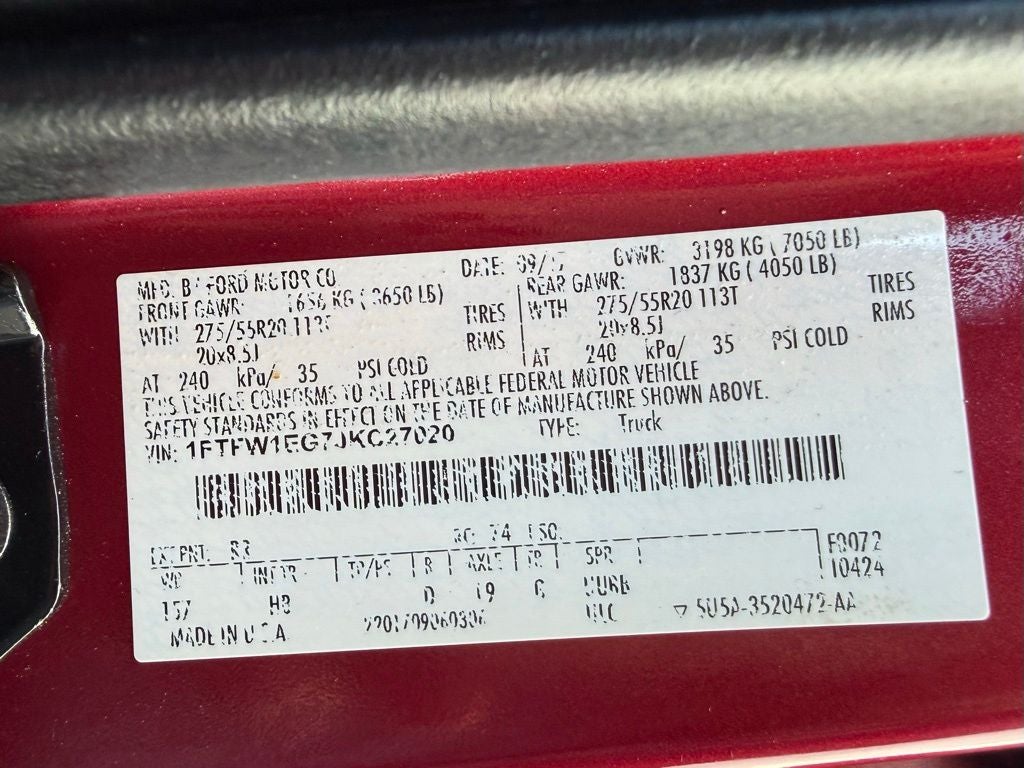 MFD. BY FORD MOTOR CO. DATE: 09/17 GVWR: 3198 KG (7050 LB)
FRONT GAWR: 1656 KG (3650 LB) REAR GAWR: 1837 KG (4050 LB)
WITH 275/55R20 113T TIRES WITH 275/55R20 113T TIRES
20x8.5J RIMS 20x8.5J RIMS
AT 240 kPa/ 35 PSI COLD AT 240 kPa/ 35 PSI COLD
THIS VEHICLE CONFORMS TO ALL APPLICABLE FEDERAL MOTOR VEHICLE
SAFETY STANDARDS IN EFFECT ON THE DATE OF MANUFACTURE SHOWN ABOVE.
VIN: 1FTFW1EG7JKC27020 TYPE: Truck
EXT PNT: RR RC: 74 DSO: F0072
WB INT TR TP/PS R AXLE TR SPR 10424
157 HB 19 6
MADE IN U.S.A. 5U5A-3520472-AA